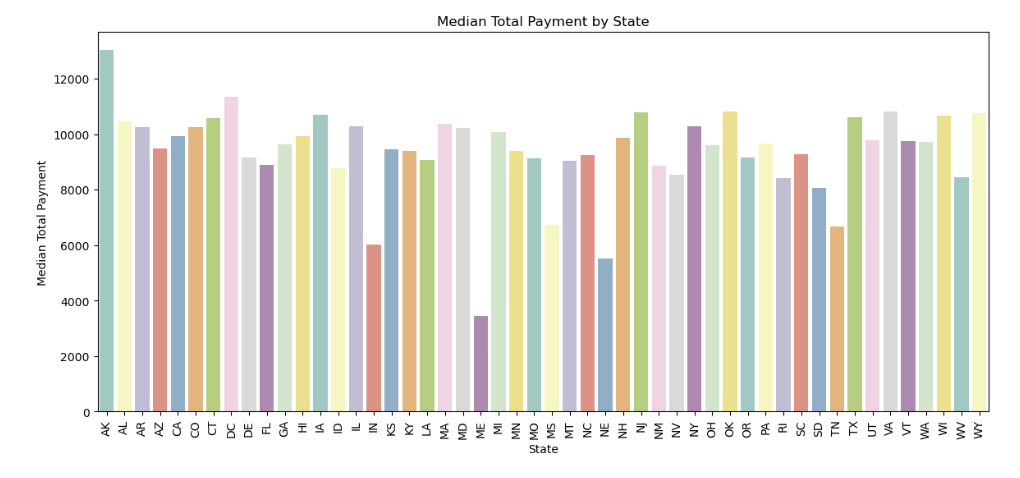 Median Total Payment by State
Median Total Payment
12000
10000
8000
6000
4000
2000
0
AK AL AR AZ CA CO CT DC DE FL GA HI IA ID IL IN KS KY LA MA MD ME MI MN MO MS MT NC NE NH NJ NM NV NY OH OK OR PA RI SC SD TN TX UT VA VT WA WI WV WY
State